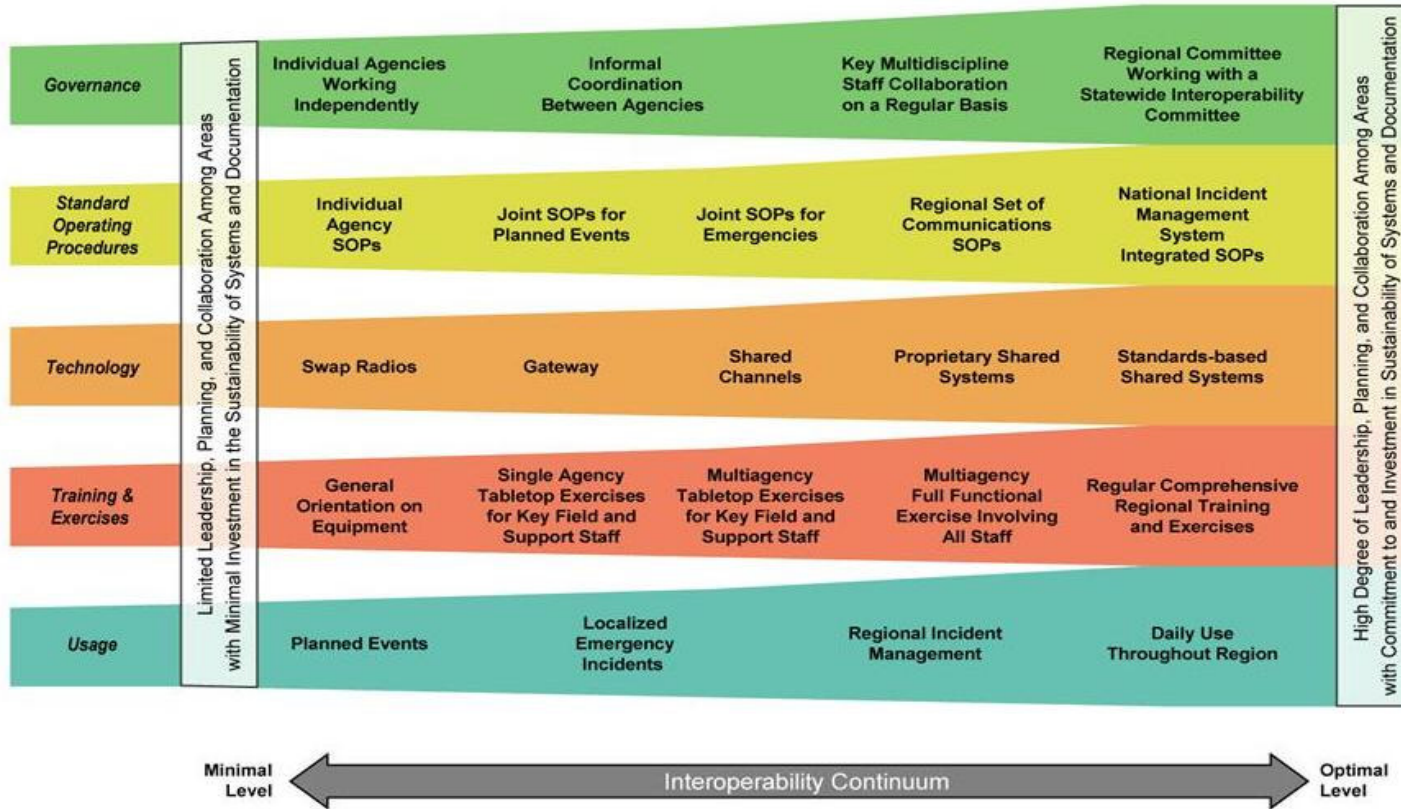 Governance
Individual Agencies
Working
Independently
Informal
Coordination
Between Agencies
Key Multidiscipline
Staff Collaboration
on a Regular Basis
Regional Committee
Working with a
Statewide Interoperability
Committee
Standard
Operating
Procedures
Individual
Agency
SOPs
Joint SOPs for
Planned Events
Joint SOPs for
Emergencies
Regional Set of
Communications
SOPs
National Incident
Management
System
Integrated SOPs
Technology
Swap Radios
Gateway
Shared
Channels
Proprietary Shared
Systems
Standards-based
Shared Systems
Training &
Exercises
General
Orientation on
Equipment
Single Agency
Tabletop Exercises
for Key Field and
Support Staff
Multiagency
Tabletop Exercises
for Key Field and
Support Staff
Multiagency
Full Functional
Exercise Involving
All Staff
Regular Comprehensive
Regional Training
and Exercises
Usage
Planned Events
Localized
Emergency
Incidents
Regional Incident
Management
Daily Use
Throughout Region
Limited Leadership, Planning, and Collaboration Among Areas
with Minimal Investment in the Sustainability of Systems and Documentation
High Degree of Leadership, Planning, and Collaboration Among Areas
with Commitment to and Investment in Sustainability of Systems and Documentation
Minimal
Level
Interoperability Continuum
Optimal
Level